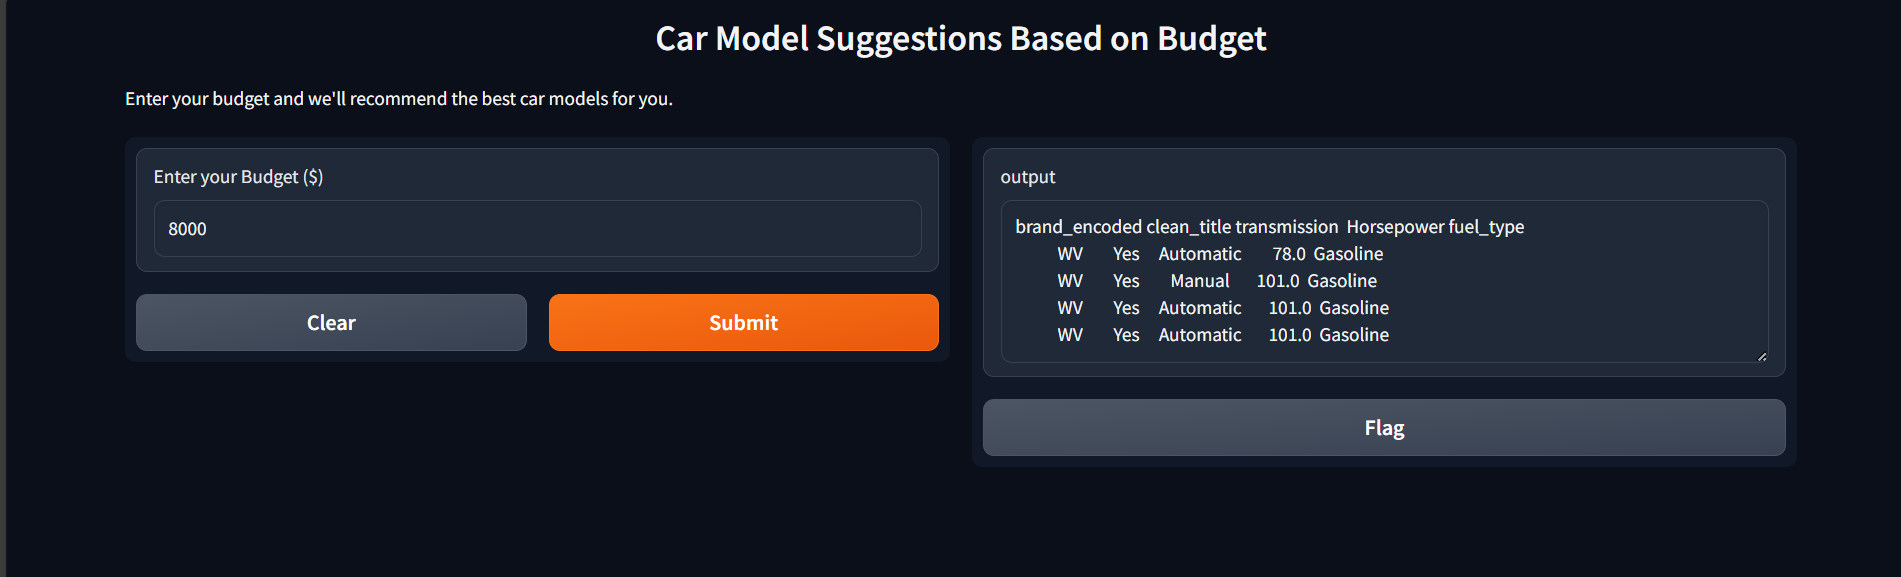 Car Model Suggestions Based on Budget
Enter your budget and we'll recommend the best car models for you.
Enter your Budget ($)
8000
Clear
Submit
output
brand_encoded clean_title transmission Horsepower fuel_type
WV Yes Automatic 78.0 Gasoline
WV Yes Manual 101.0 Gasoline
WV Yes Automatic 101.0 Gasoline
WV Yes Automatic 101.0 Gasoline
Flag